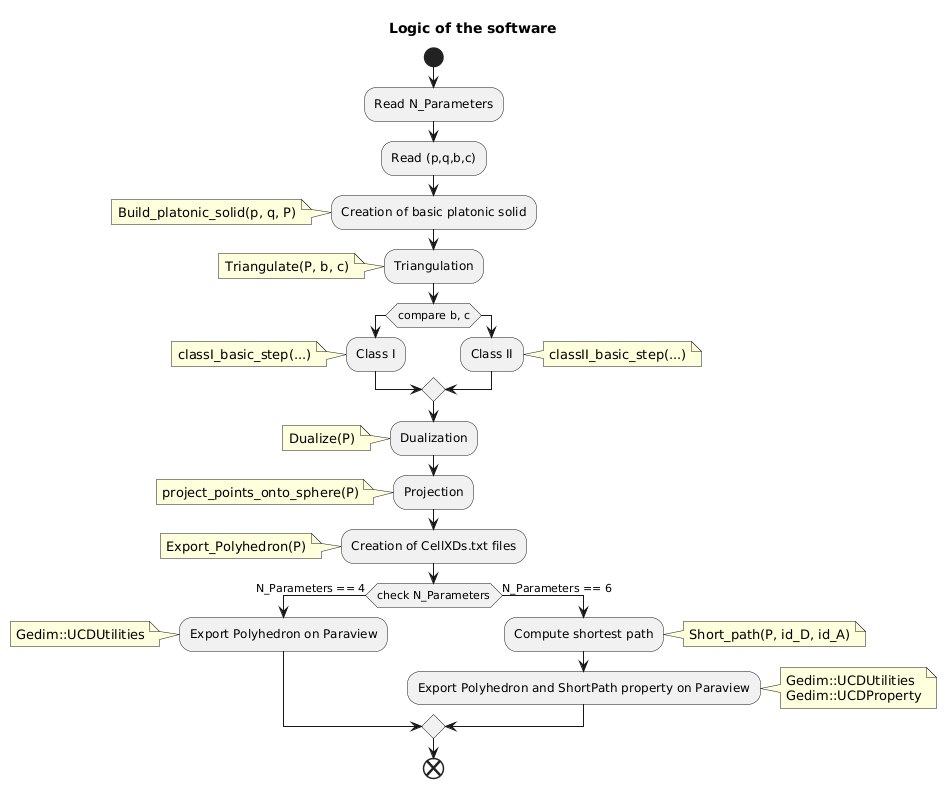 Logic of the software
Read N_Parameters
Read (p,q,b,c)
Build_platonic_solid(p, q, P)
Creation of basic platonic solid
Triangulate(P, b, c)
Triangulation
compare b, c
classI_basic_step(...)
Class I
Class II
classII_basic_step(...)
Dualize(P)
Dualization
project_points_onto_sphere(P)
Projection
Export_Polyhedron(P)
Creation of CellXDs.txt files
N_Parameters == 4
check N_Parameters
N_Parameters == 6
Gedim::UCDUtilities
Export Polyhedron on Paraview
Compute shortest path
Short_path(P, id_D, id_A)
Export Polyhedron and ShortPath property on Paraview
Gedim::UCDUtilities
Gedim::UCDProperty